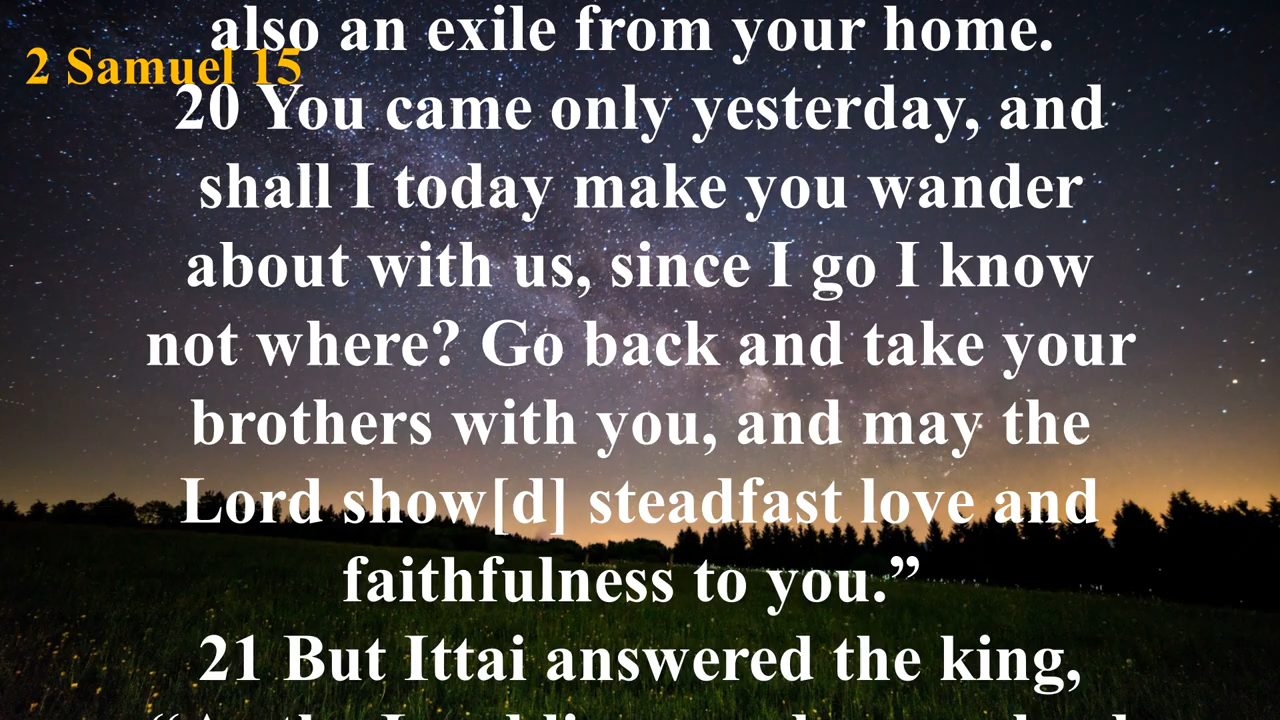 also an exile from your home.
2 Samuel 15
20 You came only yesterday, and
shall I today make you wander
about with us, since I go I know
not where? Go back and take your
brothers with you, and may the
Lord show[d] steadfast love and
faithfulness to you.”
21 But Ittai answered the king,